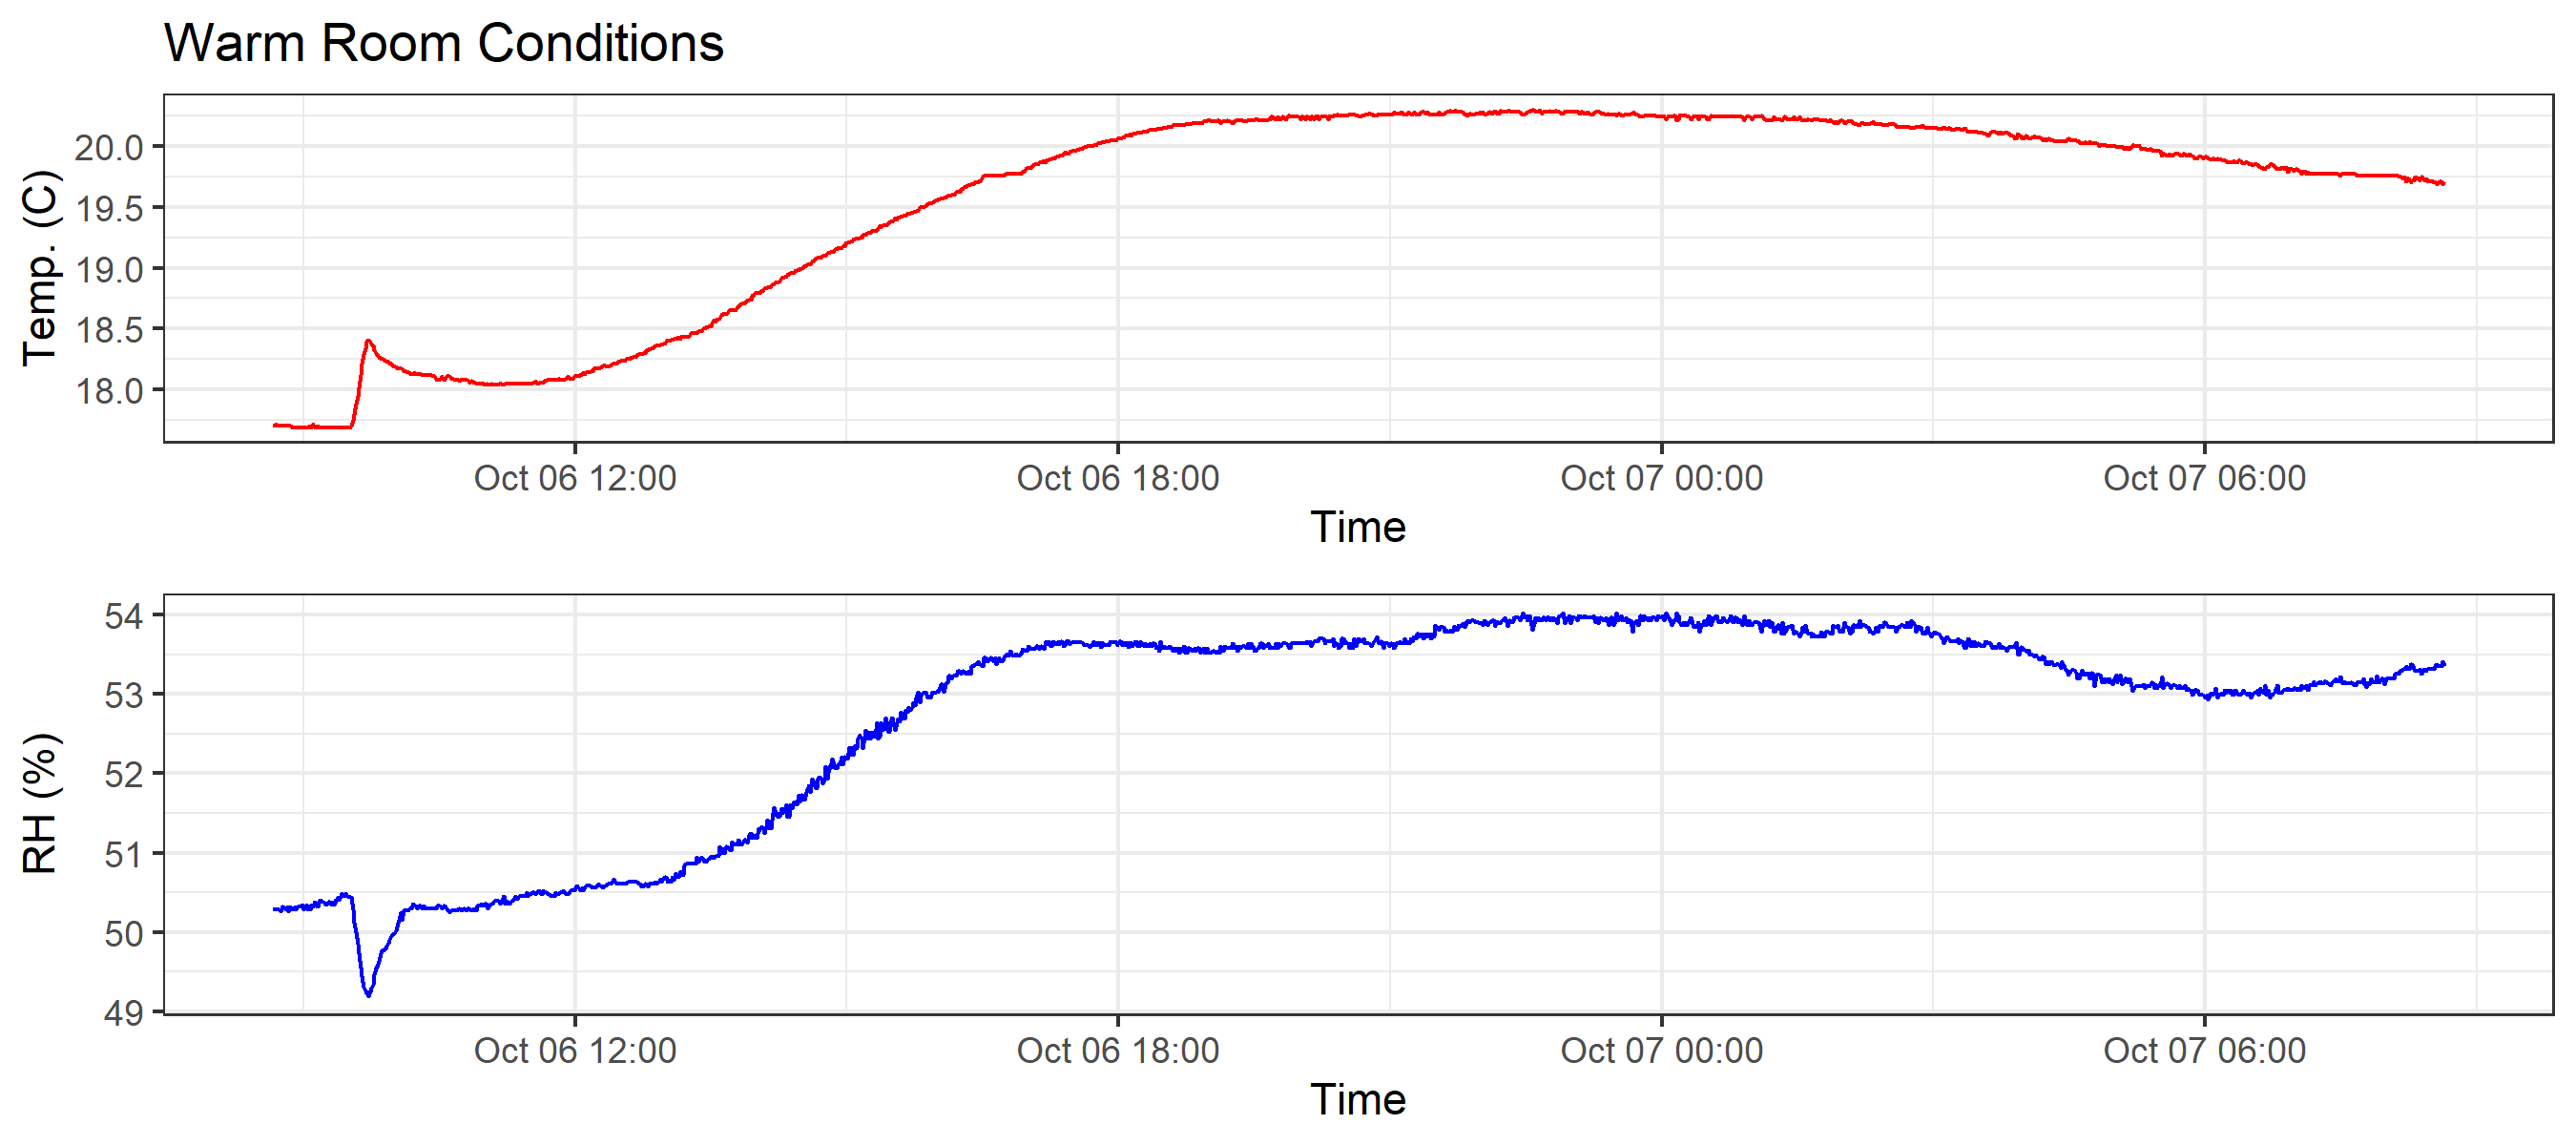 Warm Room Conditions
Temp. (C)
20.0
19.5
19.0
18.5
18.0
Oct 06 12:00 Oct 06 18:00 Oct 07 00:00 Oct 07 06:00
Time
RH (%)
54
53
52
51
50
49
Oct 06 12:00 Oct 06 18:00 Oct 07 00:00 Oct 07 06:00
Time